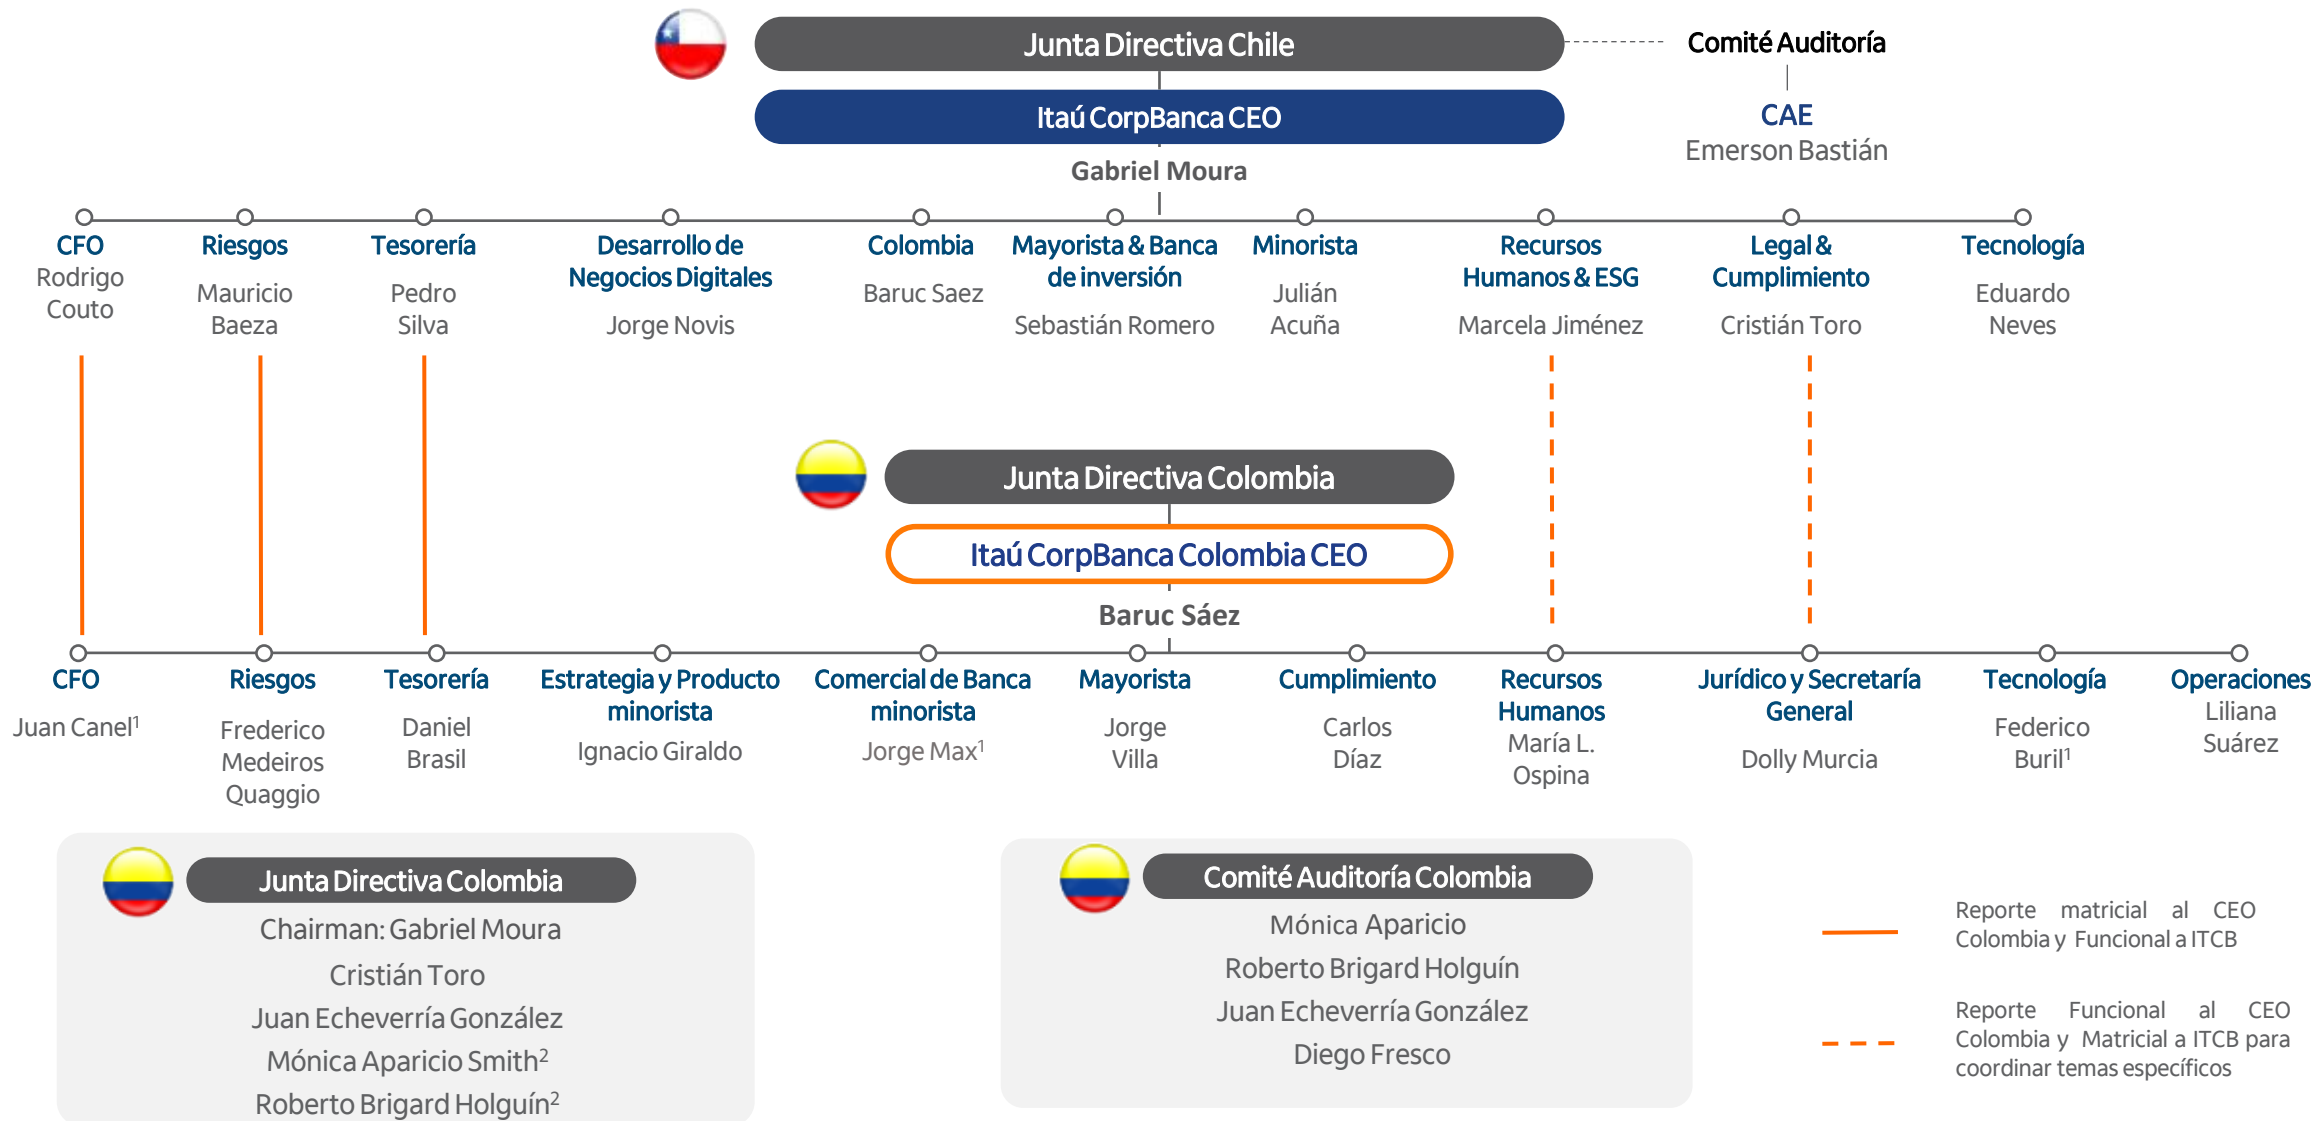 Junta Directiva Chile
Comité Auditoría
Itaú CorpBanca CEO
CAE
Emerson Bastián
Gabriel Moura
CFO
Rodrigo
Couto
Riesgos
Mauricio
Baeza
Tesorería
Pedro
Silva
Desarrollo de
Negocios Digitales
Jorge Novis
Colombia
Baruc Saez
Mayorista & Banca
de inversión
Sebastián Romero
Minorista
Julián
Acuña
Recursos
Humanos & ESG
Marcela Jiménez
Legal &
Cumplimiento
Cristián Toro
Tecnología
Eduardo
Neves
Junta Directiva Colombia
Itaú CorpBanca Colombia CEO
Baruc Sáez
CFO
Juan Canel¹
Riesgos
Frederico
Medeiros
Quaggio
Tesorería
Daniel
Brasil
Estrategia y Producto
minorista
Ignacio Giraldo
Comercial de Banca
minorista
Jorge Max¹
Mayorista
Jorge
Villa
Cumplimiento
Carlos
Díaz
Recursos
Humanos
María L.
Ospina
Jurídico y Secretaría
General
Dolly Murcia
Tecnología
Federico
Buril¹
Operaciones
Liliana
Suárez
Junta Directiva Colombia
Chairman: Gabriel Moura
Cristián Toro
Juan Echeverría González
Mónica Aparicio Smith²
Roberto Brigard Holguín²
Comité Auditoría Colombia
Mónica Aparicio
Roberto Brigard Holguín
Juan Echeverría González
Diego Fresco
Reporte matricial al CEO
Colombia y Funcional a ITCB
Reporte Funcional al CEO
Colombia y Matricial a ITCB para
coordinar temas específicos